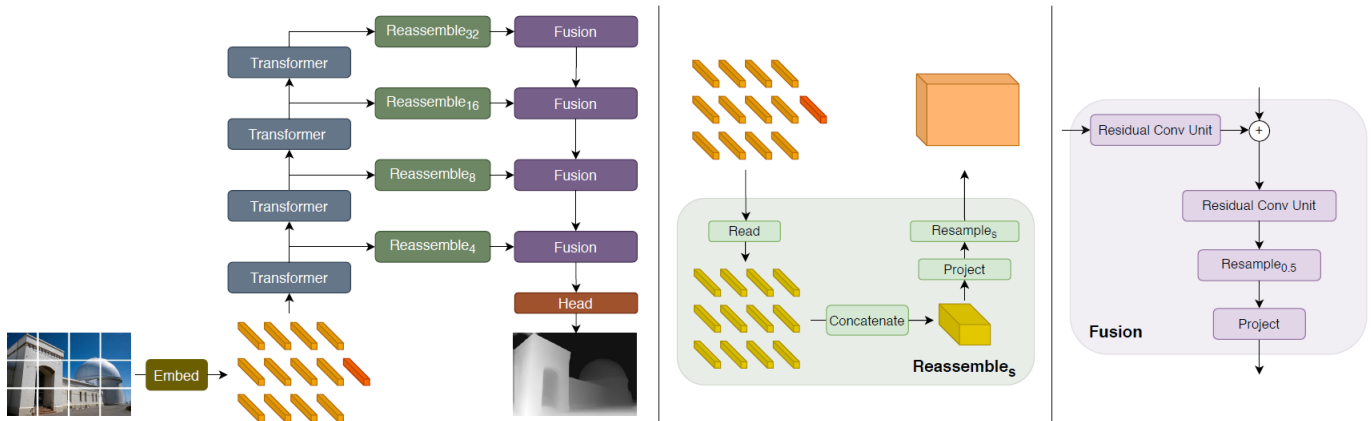 Reassemble₃₂
Fusion
Transformer
Reassemble₁₆
Fusion
Transformer
Reassemble₈
Fusion
Transformer
Reassemble₄
Fusion
Transformer
Head
Embed
Read
Concatenate
Project
Resampleₛ
Reassembleₛ
Residual Conv Unit
+
Residual Conv Unit
Resample₀.₅
Project
Fusion